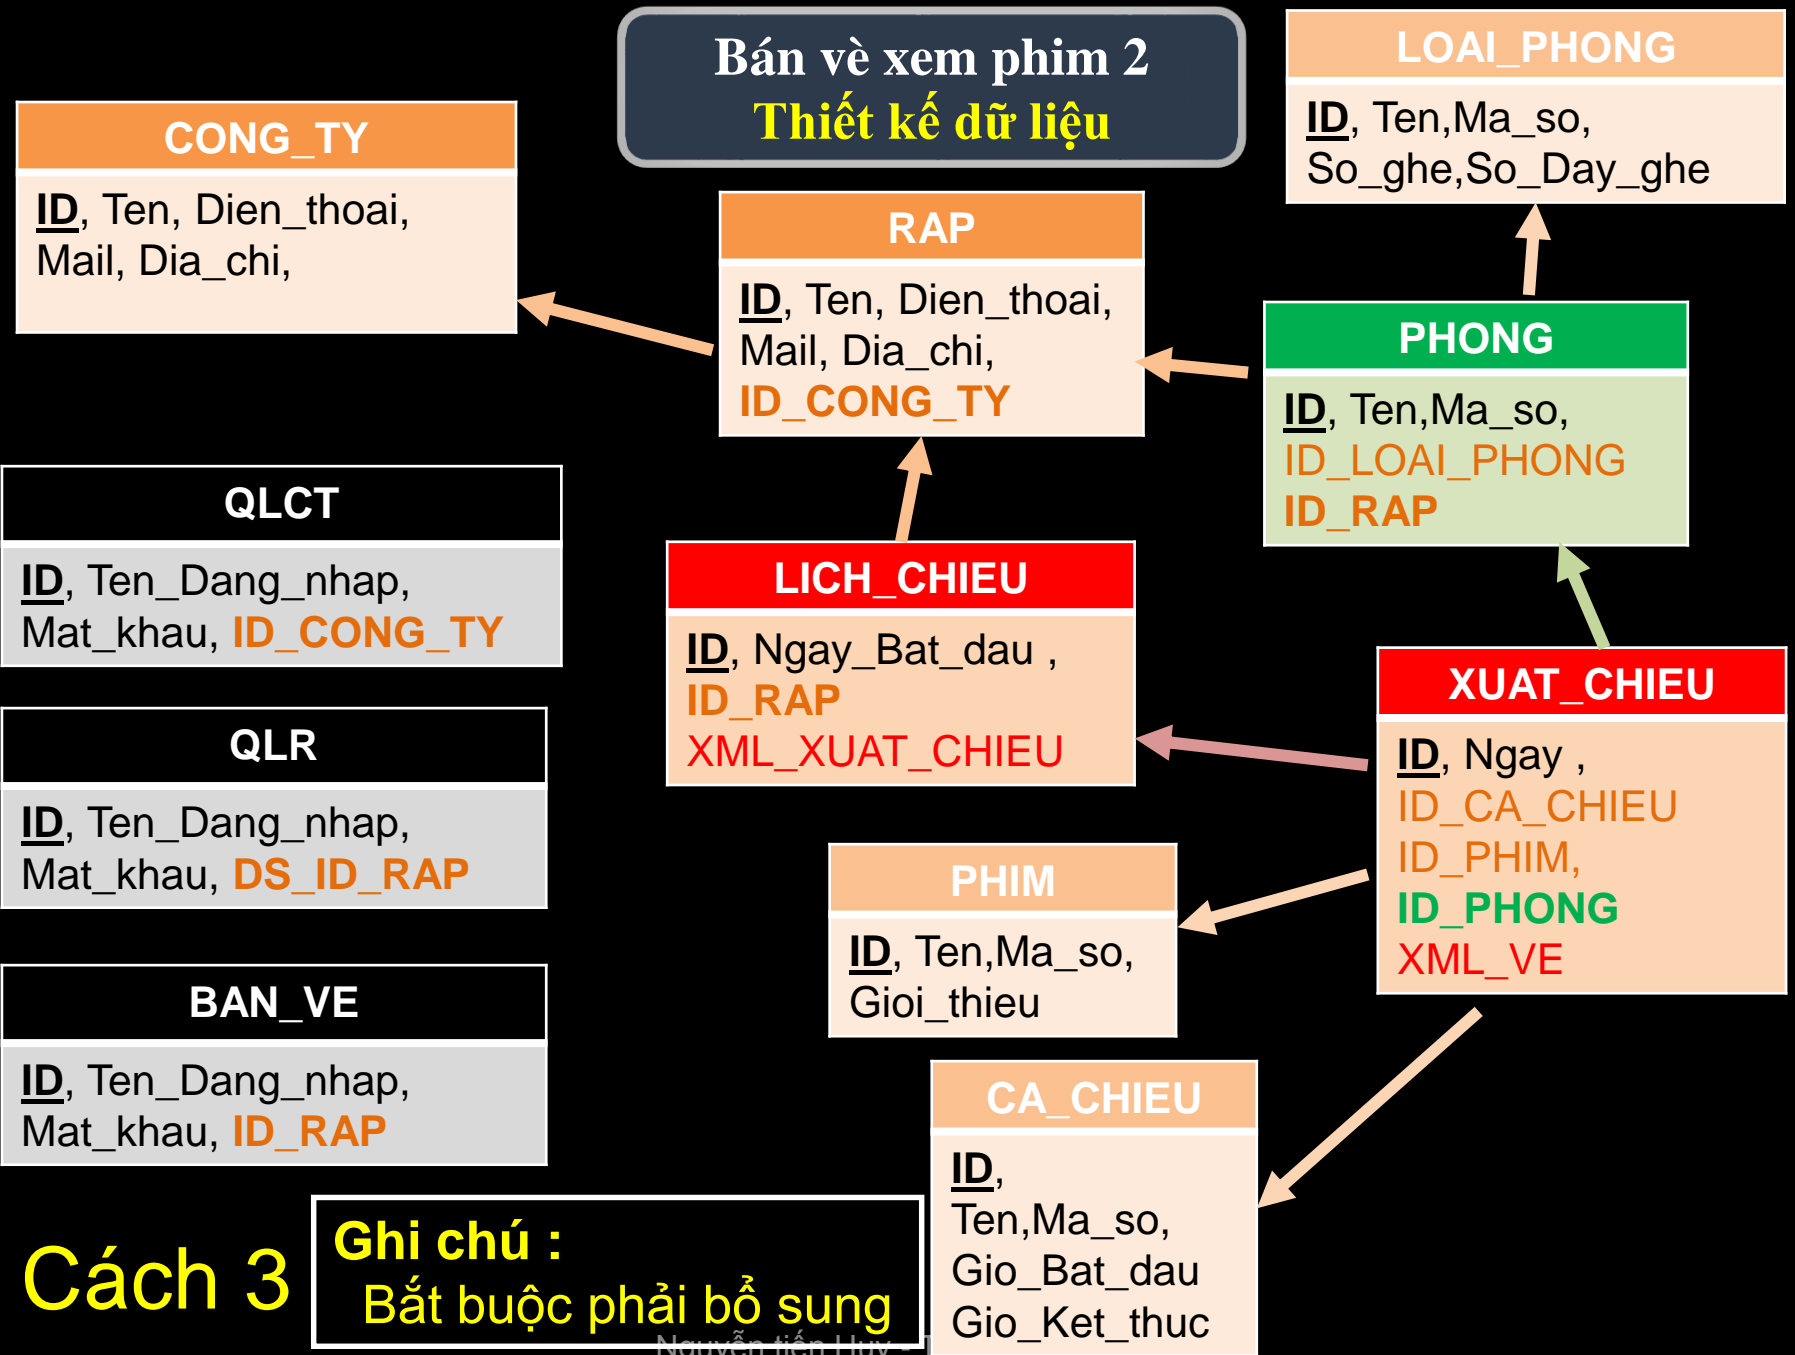 Bán vè xem phim 2
Thiết kế dữ liệu
LOAI_PHONG
ID, Ten,Ma_so,
So_ghe,So_Day_ghe
CONG_TY
ID, Ten, Dien_thoai,
Mail, Dia_chi,
RAP
ID, Ten, Dien_thoai,
Mail, Dia_chi,
ID_CONG_TY
PHONG
ID, Ten,Ma_so,
ID_LOAI_PHONG
ID_RAP
QLCT
ID, Ten_Dang_nhap,
Mat_khau, ID_CONG_TY
LICH_CHIEU
ID, Ngay_Bat_dau ,
ID_RAP
XML_XUAT_CHIEU
XUAT_CHIEU
ID, Ngay ,
ID_CA_CHIEU
ID_PHIM,
ID_PHONG
XML_VE
QLR
ID, Ten_Dang_nhap,
Mat_khau, DS_ID_RAP
PHIM
ID, Ten,Ma_so,
Gioi_thieu
BAN_VE
ID, Ten_Dang_nhap,
Mat_khau, ID_RAP
CA_CHIEU
ID,
Ten,Ma_so,
Gio_Bat_dau
Gio_Ket_thuc
Cách 3
Ghi chú :
Bắt buộc phải bổ sung
Nguyễn tiến Huy -